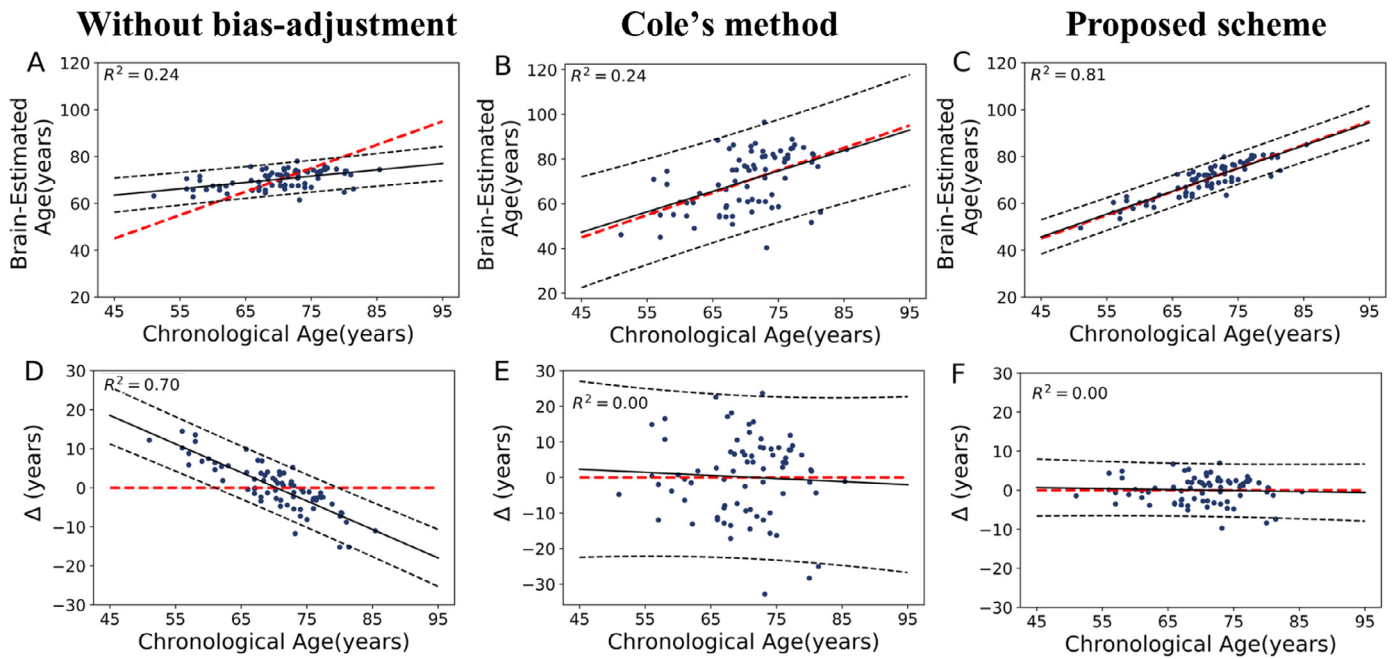 Without bias-adjustment
Cole's method
Proposed scheme
A
R² = 0.24
120
100
80
60
40
20
45 55 65 75 85 95
Brain-Estimated
Age(years)
Chronological Age(years)
B
R² = 0.24
120
100
80
60
40
20
45 55 65 75 85 95
Brain-Estimated
Age(years)
Chronological Age(years)
C
R² = 0.81
120
100
80
60
40
20
45 55 65 75 85 95
Brain-Estimated
Age(years)
Chronological Age(years)
D
R² = 0.70
30
20
10
0
−10
−20
−30
45 55 65 75 85 95
Δ (years)
Chronological Age(years)
E
R² = 0.00
30
20
10
0
−10
−20
−30
45 55 65 75 85 95
Δ (years)
Chronological Age(years)
F
R² = 0.00
30
20
10
0
−10
−20
−30
45 55 65 75 85 95
Δ (years)
Chronological Age(years)